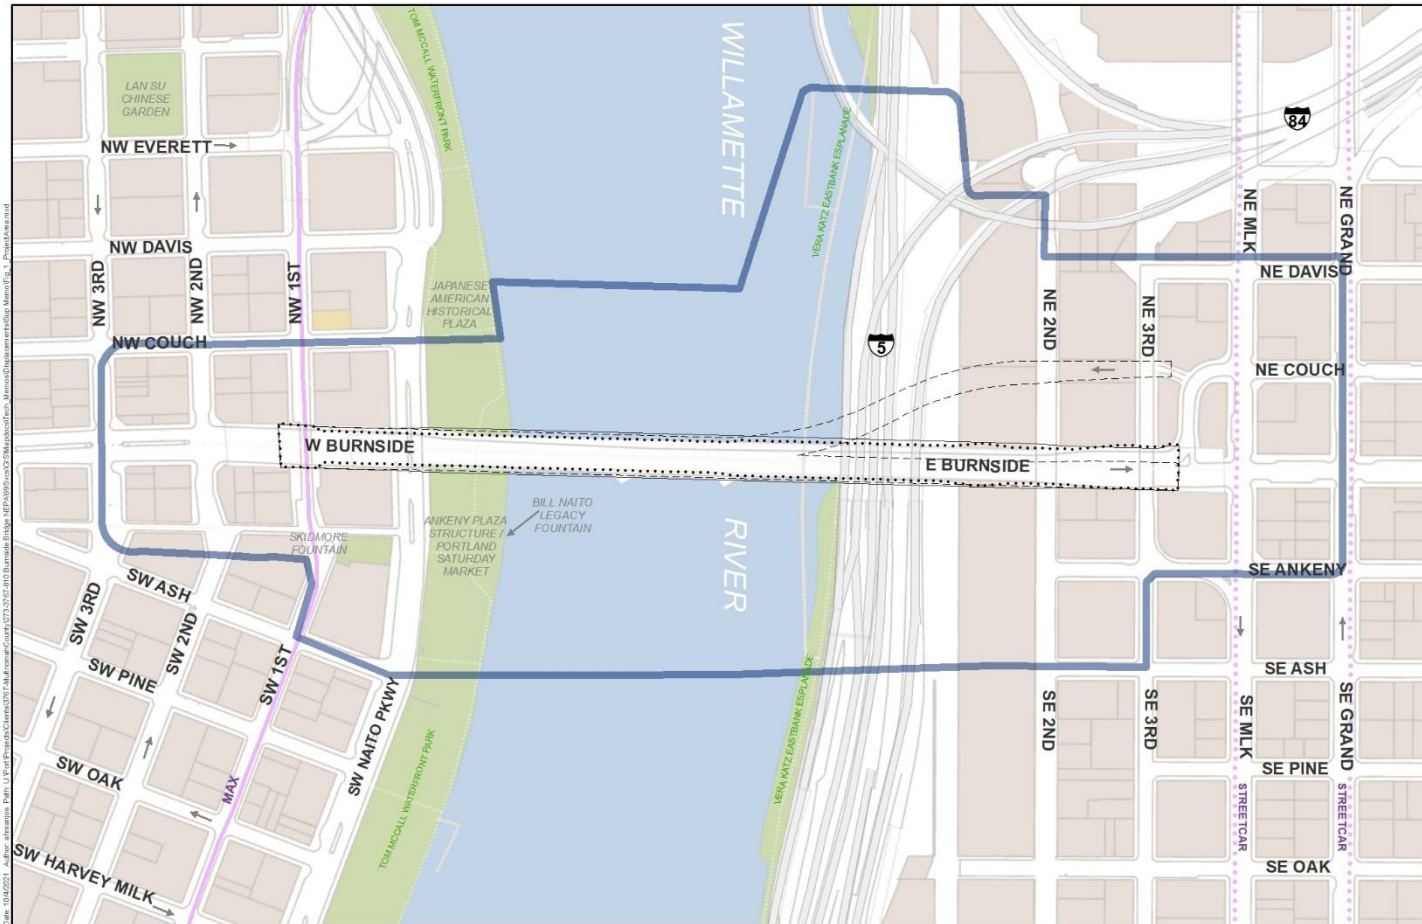 TOM MCCALL WATERFRONT PARK
WILLAMETTE
RIVER
LAN SU
CHINESE
GARDEN
NW EVERETT
VERA KATZ EASTBANK ESPLANADE
84
NW 3RD
NW DAVIS
NW 2ND
NW 1ST
NE MLK
NE GRAND
NE DAVIS
JAPANESE
AMERICAN
HISTORICAL
PLAZA
NE 2ND
NE 3RD
NW COUCH
5
NE COUCH
W BURNSIDE
E BURNSIDE
BILL NAITO
LEGACY
FOUNTAIN
ANKENY PLAZA
STRUCTURE /
PORTLAND
SATURDAY
MARKET
SKIDMORE
FOUNTAIN
SE ANKENY
SW ASH
SW 3RD
SW 2ND
SW PINE
SW 1ST
SW NAITO PKWY
VERA KATZ EASTBANK ESPLANADE
SE ASH
SE 2ND
SE 3RD
SE MLK
SE GRAND
SW OAK
MAX
TOM MCCALL WATERFRONT PARK
SE PINE
STREETCAR
STREETCAR
SW HARVEY MILK
SE OAK
Date: 10/4/2021